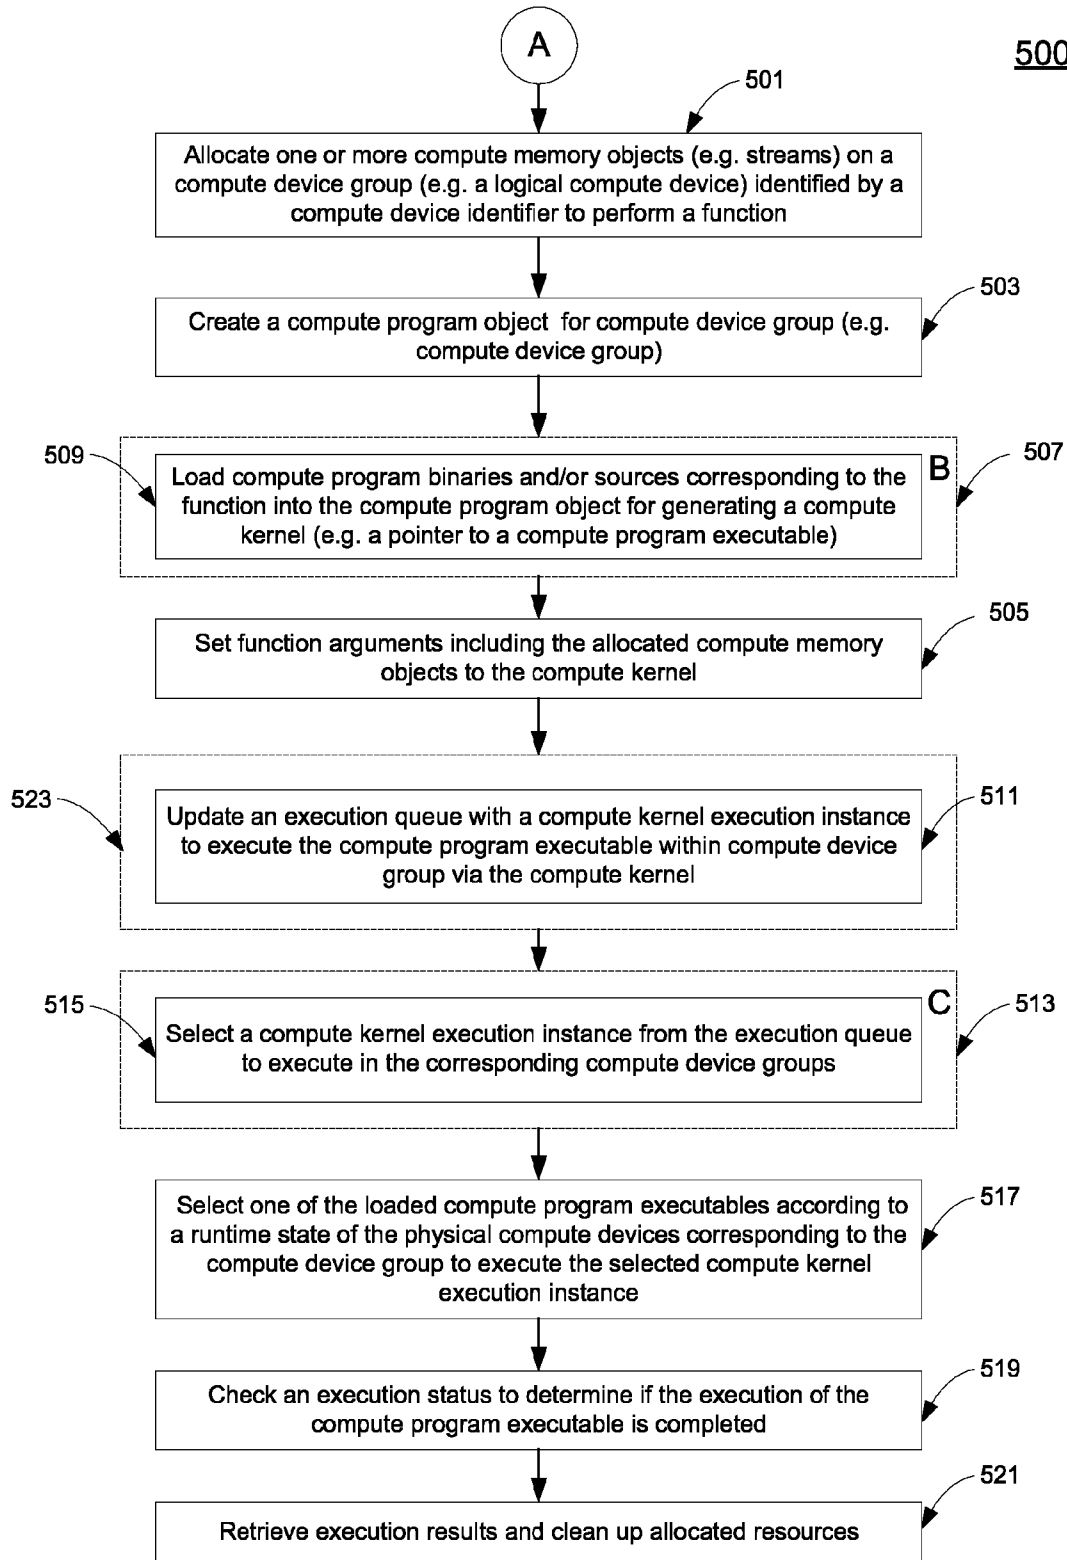 A
500
501
Allocate one or more compute memory objects (e.g. streams) on a
compute device group (e.g. a logical compute device) identified by a
compute device identifier to perform a function
503
Create a compute program object for compute device group (e.g.
compute device group)
509
B
507
Load compute program binaries and/or sources corresponding to the
function into the compute program object for generating a compute
kernel (e.g. a pointer to a compute program executable)
505
Set function arguments including the allocated compute memory
objects to the compute kernel
523
511
Update an execution queue with a compute kernel execution instance
to execute the compute program executable within compute device
group via the compute kernel
515
C
513
Select a compute kernel execution instance from the execution queue
to execute in the corresponding compute device groups
517
Select one of the loaded compute program executables according to
a runtime state of the physical compute devices corresponding to the
compute device group to execute the selected compute kernel
execution instance
519
Check an execution status to determine if the execution of the
compute program executable is completed
521
Retrieve execution results and clean up allocated resources